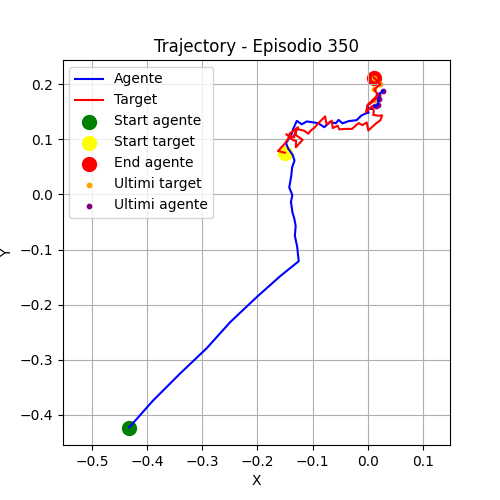 Trajectory - Episodio 350
Agente
Target
Start agente
Start target
End agente
Ultimi target
Ultimi agente
Y
0.2
0.1
0.0
−0.1
−0.2
−0.3
−0.4
−0.5 −0.4 −0.3 −0.2 −0.1 0.0 0.1
X